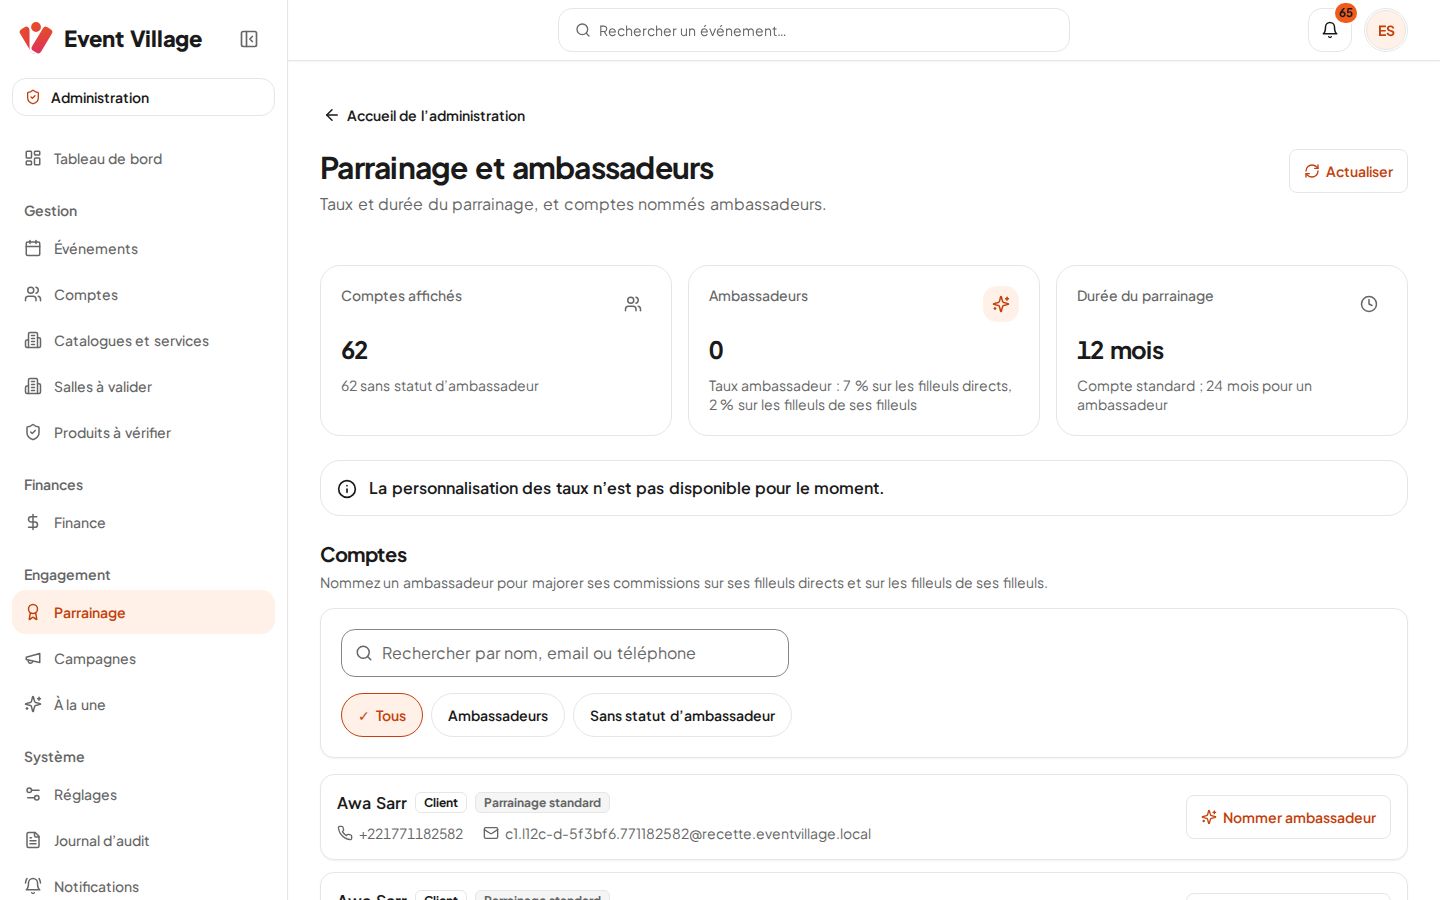 Event Village
Administration
Tableau de bord
Gestion
Événements
Comptes
Catalogues et services
Salles à valider
Produits à vérifier
Finances
Finance
Engagement
Parrainage
Campagnes
À la une
Système
Réglages
Journal d’audit
Notifications
Rechercher un événement…
65
ES
Accueil de l’administration
Parrainage et ambassadeurs
Taux et durée du parrainage, et comptes nommés ambassadeurs.
Actualiser
Comptes affichés
62
62 sans statut d’ambassadeur
Ambassadeurs
0
Taux ambassadeur : 7 % sur les filleuls directs,
2 % sur les filleuls de ses filleuls
Durée du parrainage
12 mois
Compte standard ; 24 mois pour un
ambassadeur
La personnalisation des taux n’est pas disponible pour le moment.
Comptes
Nommez un ambassadeur pour majorer ses commissions sur ses filleuls directs et sur les filleuls de ses filleuls.
Rechercher par nom, email ou téléphone
✓ Tous
Ambassadeurs
Sans statut d’ambassadeur
Awa Sarr Client Parrainage standard
+221771182582 c1.l12c-d-5f3bf6.771182582@recette.eventvillage.local
Nommer ambassadeur
Awa Sarr Client Parrainage standard